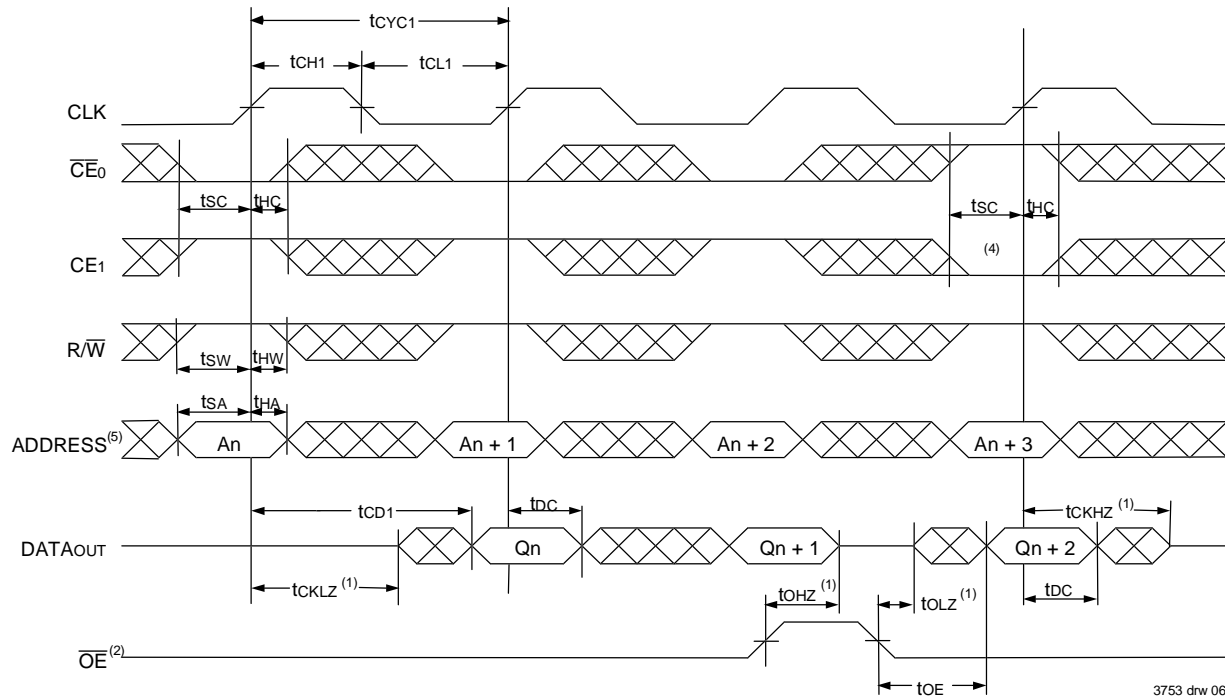 tCYC1
tCH1 tCL1
CLK
CE0
tSC tHC tSC tHC
CE1 (4)
R/W
tSW tHW
tSA tHA
ADDRESS(5) An An + 1 An + 2 An + 3
tCD1 tDC tCKHZ (1)
DATAOUT Qn Qn + 1 Qn + 2
tCKLZ (1) tOHZ (1) tOLZ (1) tDC
OE(2)
tOE
3753 drw 06